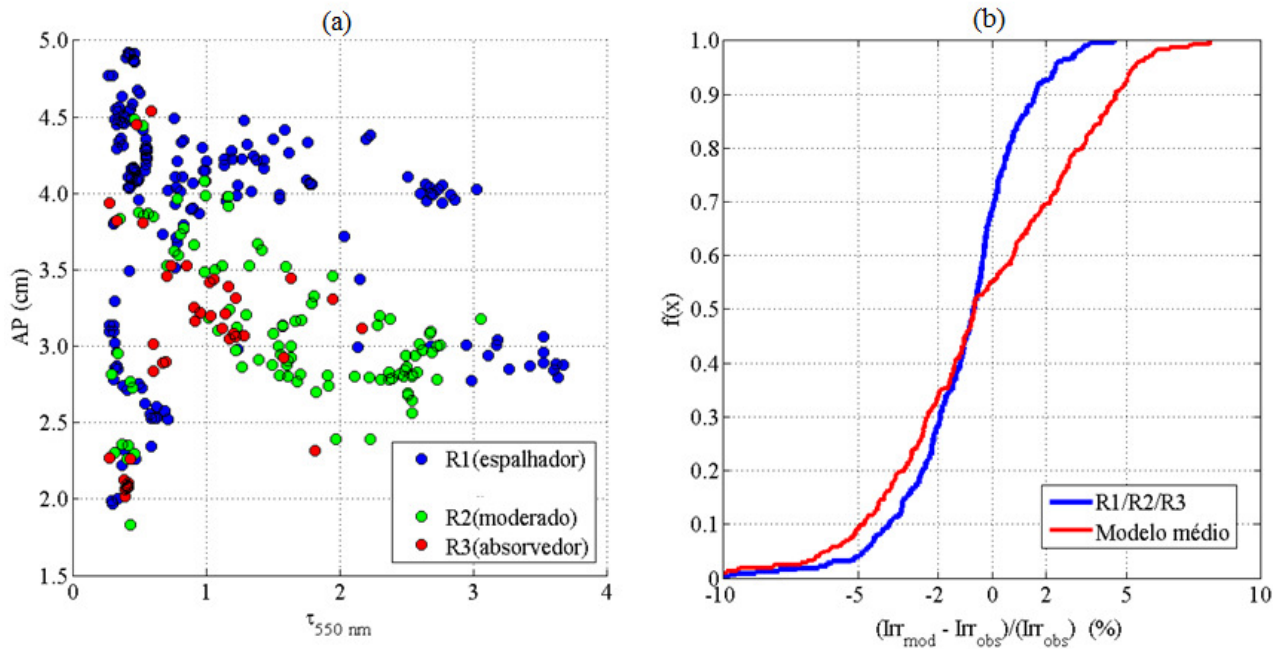 (a)
AP (cm)
5.0
4.5
4.0
3.5
3.0
2.5
2.0
1.5
0
1
2
3
4
τ550 nm
R1(espalhador)
R2(moderado)
R3(absorvedor)
(b)
f(x)
1
0.9
0.8
0.7
0.6
0.5
0.4
0.3
0.2
0.1
0
-10
-5
-2
0
2
5
10
(Irrmod - Irrobs)/(Irrobs) (%)
R1/R2/R3
Modelo médio